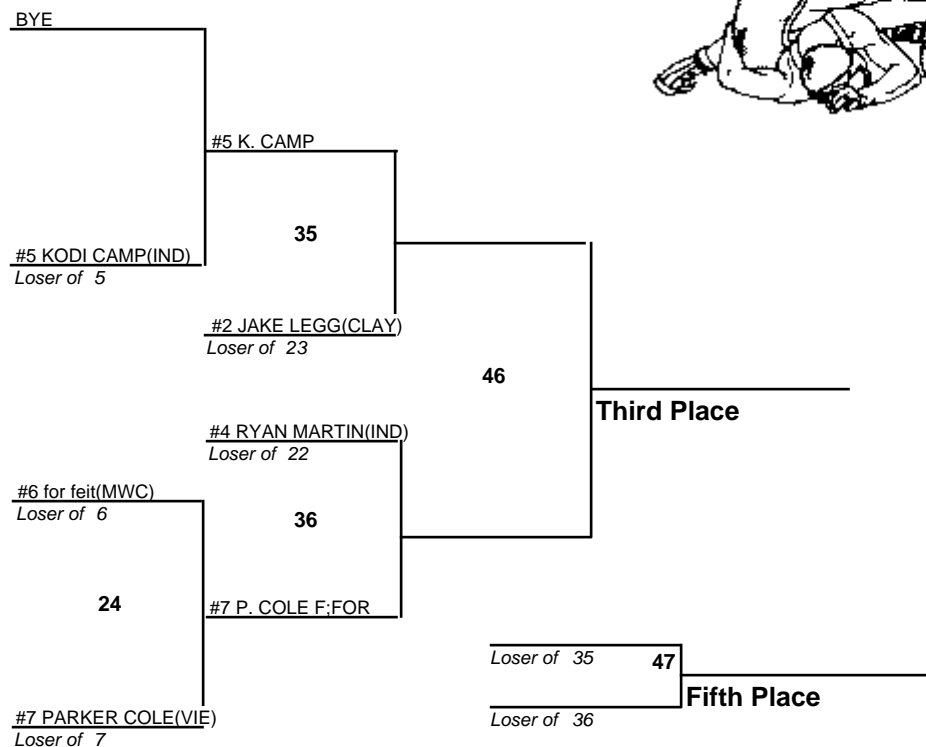 BYE
#5 K. CAMP
35
#5 KODI CAMP(IND)
Loser of 5
#2 JAKE LEGG(CLAY)
Loser of 23
46
Third Place
#4 RYAN MARTIN(IND)
Loser of 22
#6 for feit(MWC)
Loser of 6
36
24
#7 P. COLE F;FOR
Loser of 35
47
Fifth Place
#7 PARKER COLE(VIE)
Loser of 7
Loser of 36